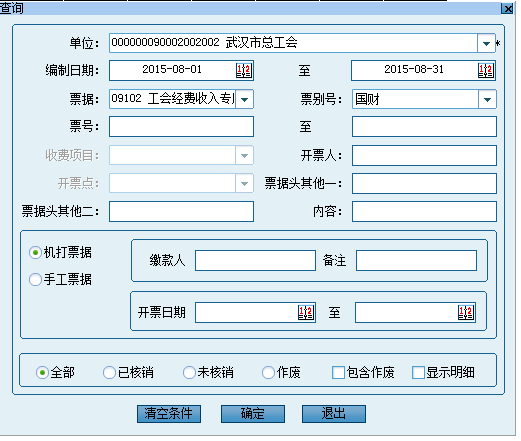 查询
单位: 000000090002002002 武汉市总工会 *
编制日期: 2015-08-01 至 2015-08-31
票据: 09102 工会经费收入专 票别号: 国财
票号: 至
收费项目: 开票人:
开票点: 票据头其他一:
票据头其他二: 内容:
机打票据
手工票据
缴款人 备注
开票日期 至
全部 已核销 未核销 作废 包含作废 显示明细
清空条件 确定 退出